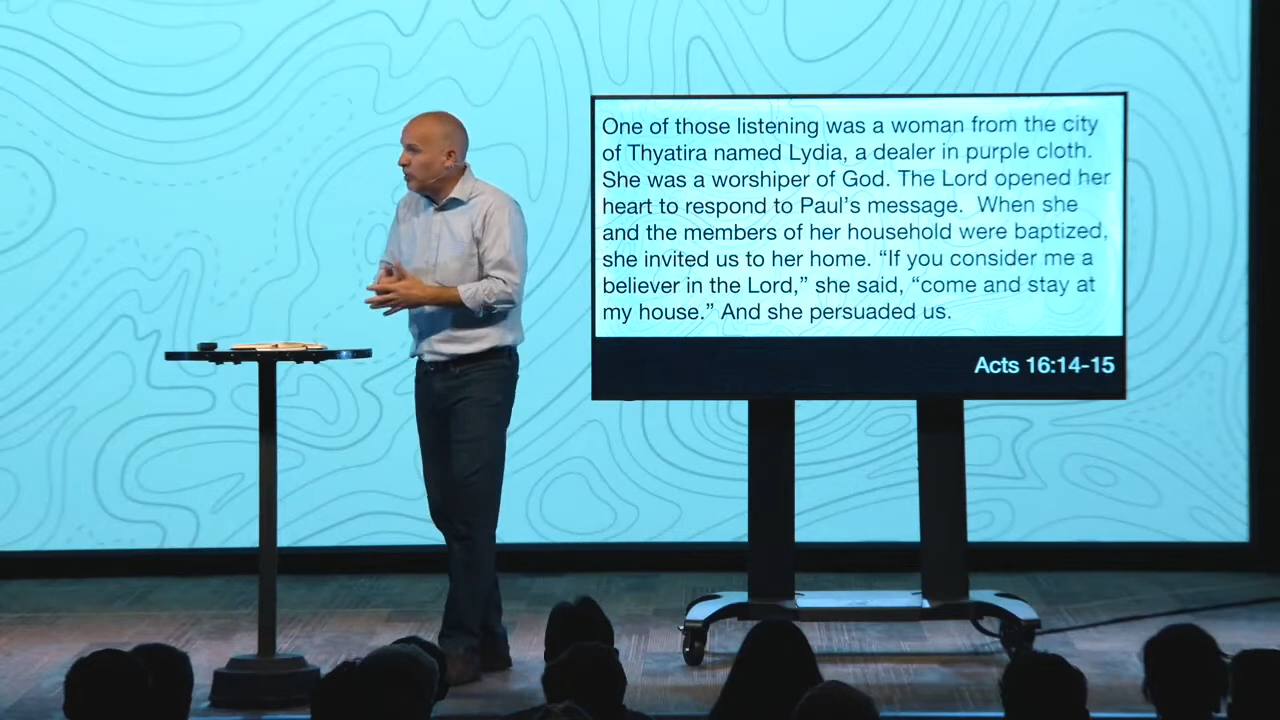 One of those listening was a woman from the city
of Thyatira named Lydia, a dealer in purple cloth.
She was a worshiper of God. The Lord opened her
heart to respond to Paul’s message.  When she
and the members of her household were baptized,
she invited us to her home. “If you consider me a
believer in the Lord,” she said, “come and stay at
my house.” And she persuaded us.
Acts 16:14-15